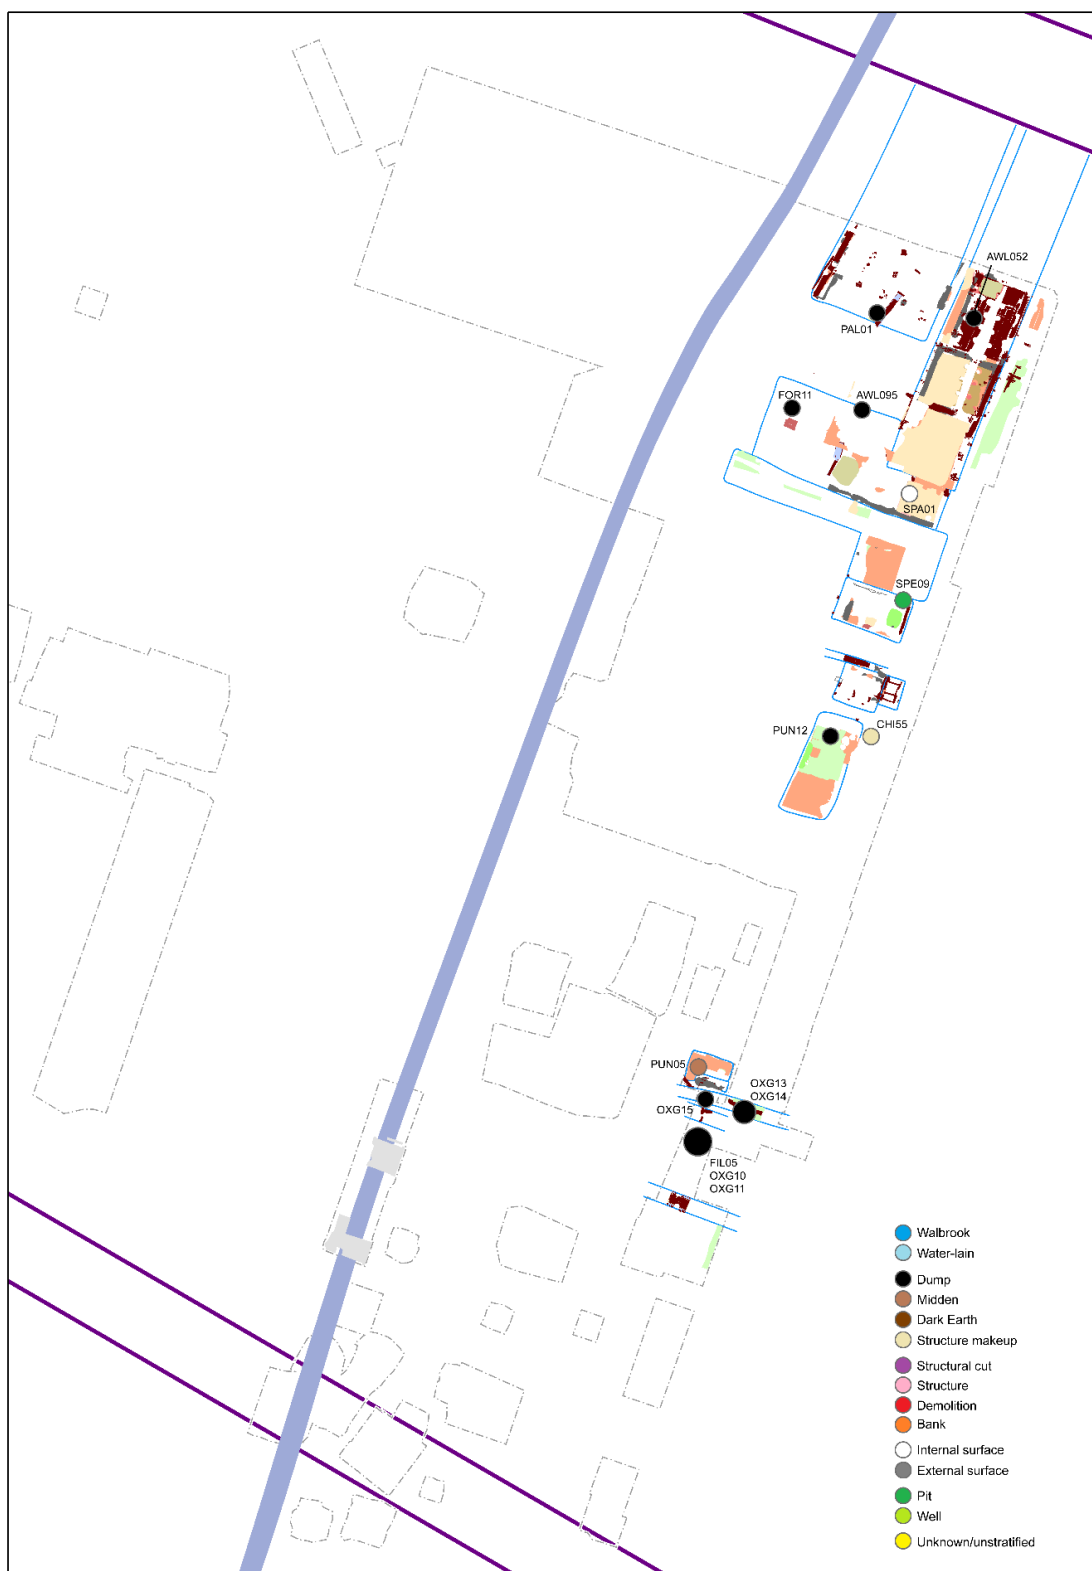 AWL052
PAL01
FOR11
AWL095
SPA01
SPE09
PUN12
CHI55
PUN05
OXG13
OXG14
OXG15
FIL05
OXG10
OXG11
Walbrook
Water-lain
Dump
Midden
Dark Earth
Structure makeup
Structural cut
Structure
Demolition
Bank
Internal surface
External surface
Pit
Well
Unknown/unstratified